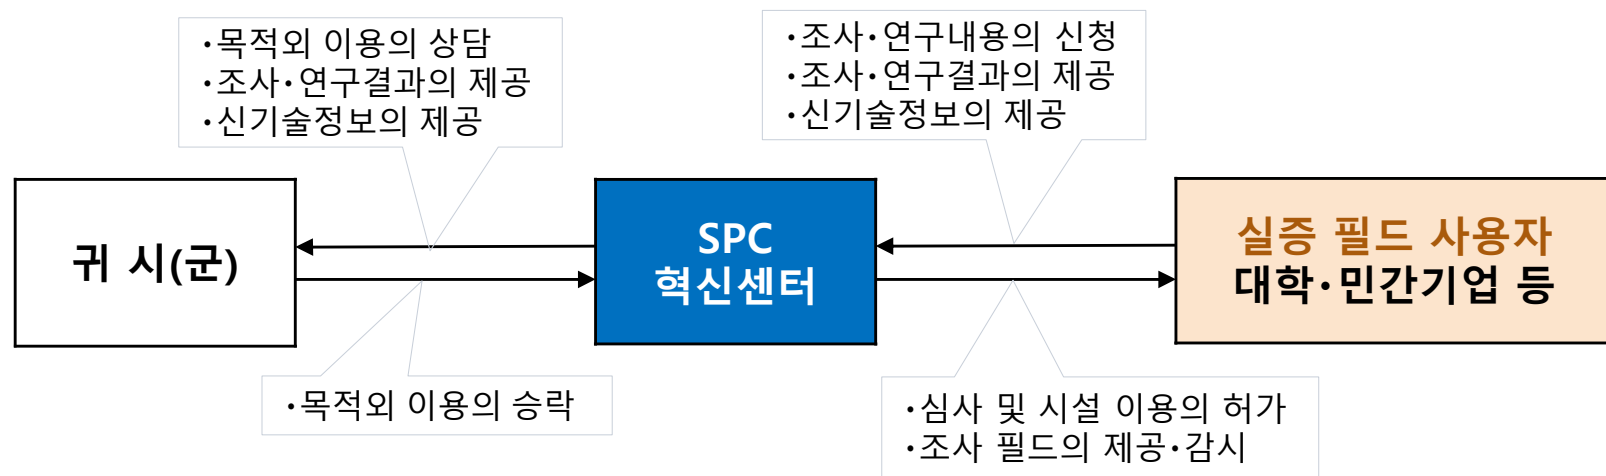 ·목적외 이용의 상담
·조사·연구결과의 제공
·신기술정보의 제공
·조사·연구내용의 신청
·조사·연구결과의 제공
·신기술정보의 제공
귀 시(군)
SPC
혁신센터
실증 필드 사용자
대학·민간기업 등
·목적외 이용의 승락
·심사 및 시설 이용의 허가
·조사 필드의 제공·감시